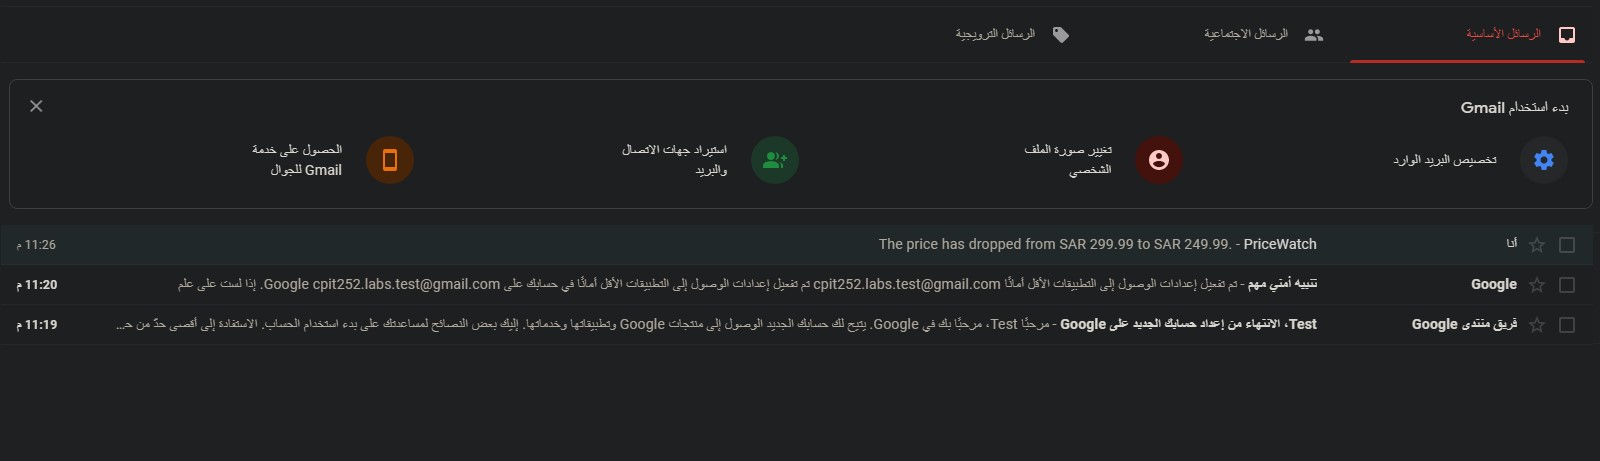 الرسائل الأساسية
الرسائل الاجتماعية
الرسائل الترويجية
بدء استخدام Gmail
تخصيص البريد الوارد
تغيير صورة الملف
الشخصي
استيراد جهات الاتصال
والبريد
الحصول على خدمة
Gmail للجوال
أنا PriceWatch - The price has dropped from SAR 299.99 to SAR 249.99. 11:26 م
Google تنبيه أمني مهم - تم تفعيل إعدادات الوصول إلى التطبيقات الأقل أمانًا cpit252.labs.test@gmail.com تم تفعيل إعدادات الوصول إلى التطبيقات الأقل أمانًا في حسابك على Google cpit252.labs.test@gmail.com. إذا لست على علم 11:20 م
فريق منتدى Google Test، الانتهاء من إعداد حسابك الجديد على Google - مرحبًا Test، مرحبًا بك في Google. يتيح لك حسابك الجديد الوصول إلى منتجات Google وتطبيقاتها وخدماتها. إليك بعض النصائح لمساعدتك على بدء استخدام الحساب. الاستفادة إلى أقصى حدّ من حـ... 11:19 م